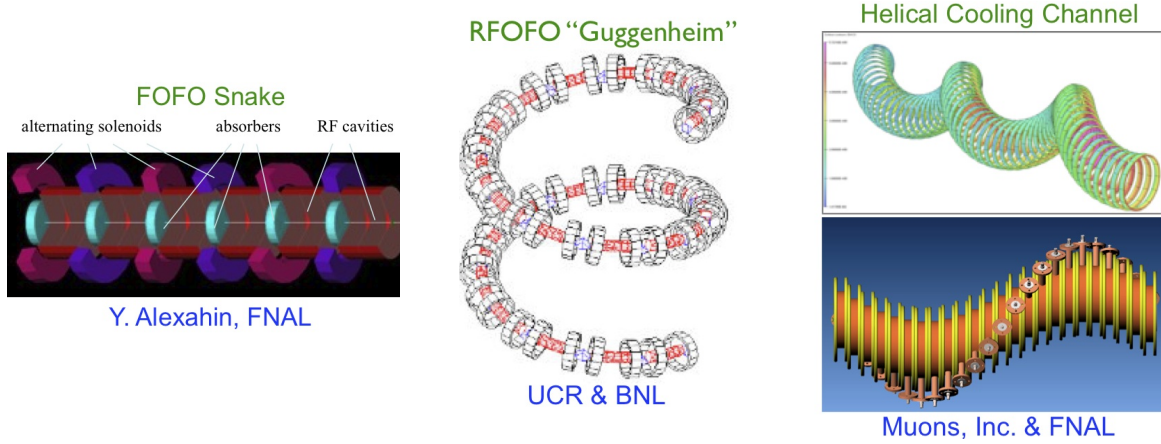 FOFO Snake
alternating solenoids
absorbers
RF cavities
Y. Alexahin, FNAL
RFOFO “Guggenheim”
UCR & BNL
Helical Cooling Channel
Muons, Inc. & FNAL